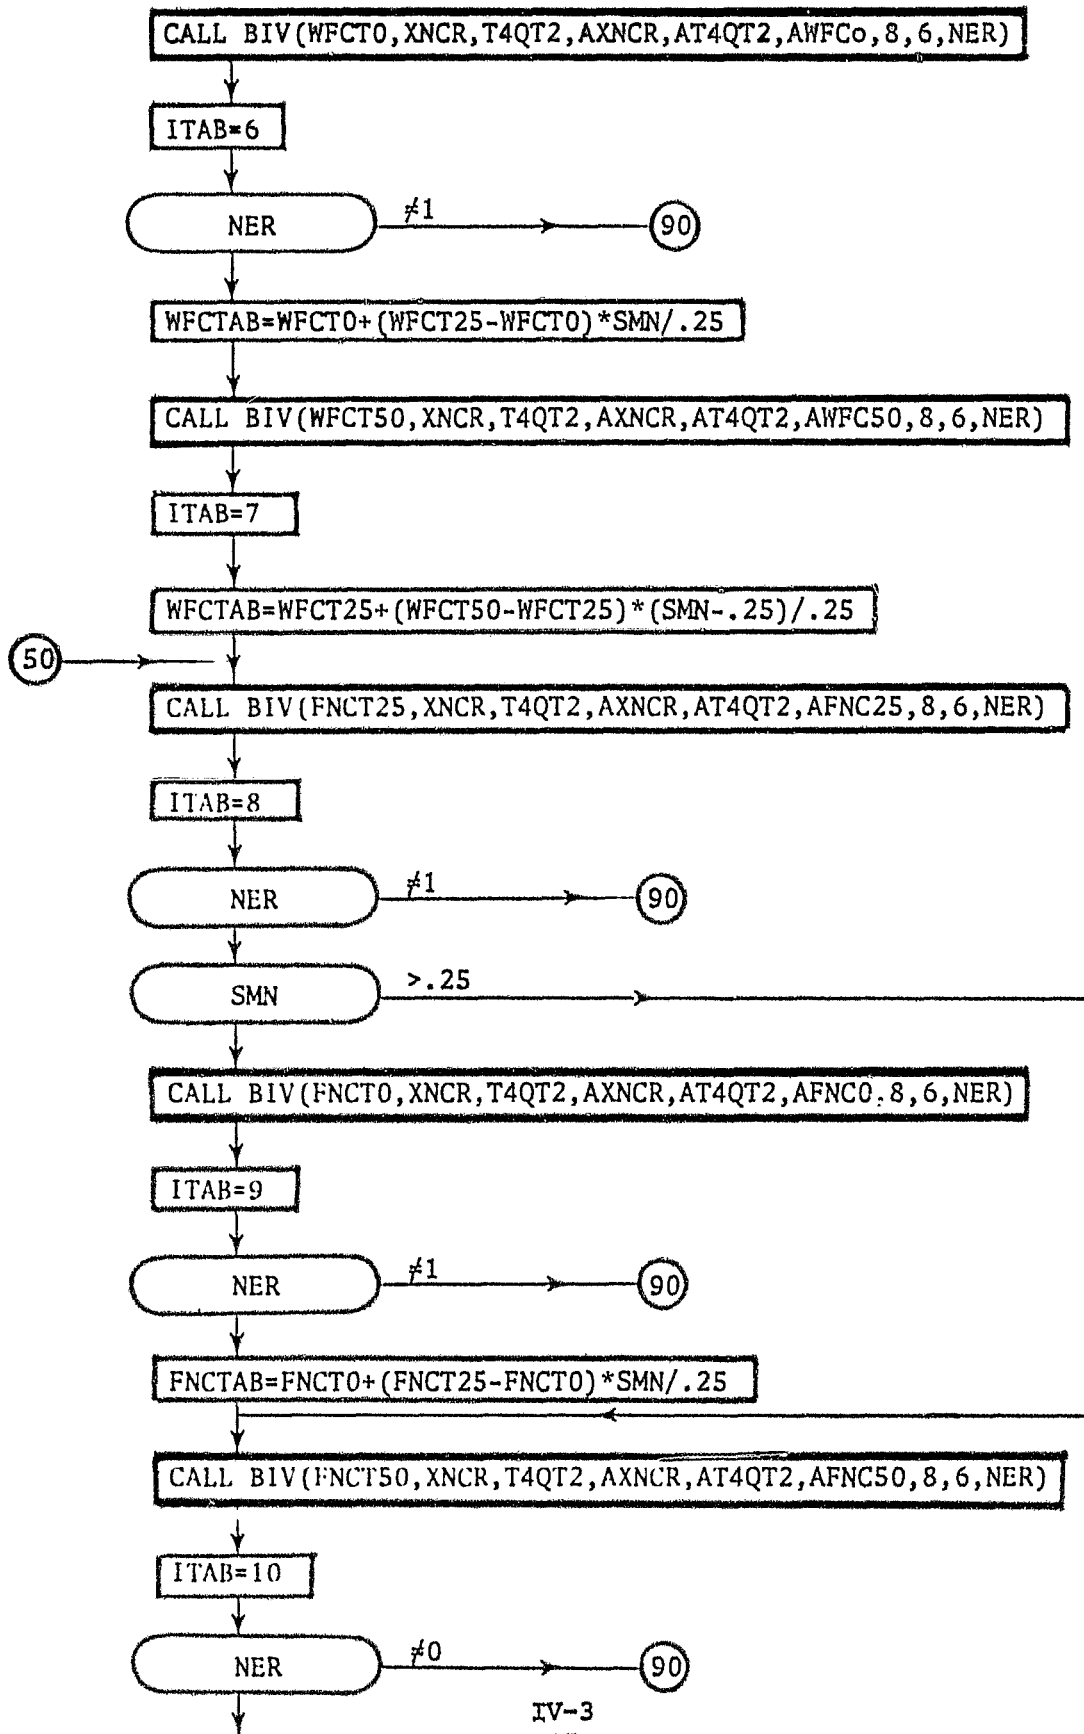 CALL BIV(WFCT0,XNCR,T4QT2,AXNCR,AT4QT2,AWFCo,8,6,NER)
ITAB=6
NER
≠1
90
WFCTAB=WFCT0+(WFCT25-WFCT0)*SMN/.25
CALL BIV(WFCT50,XNCR,T4QT2,AXNCR,AT4QT2,AWFC50,8,6,NER)
ITAB=7
WFCTAB=WFCT25+(WFCT50-WFCT25)*(SMN-.25)/.25
50
CALL BIV(FNCT25,XNCR,T4QT2,AXNCR,AT4QT2,AFNC25,8,6,NER)
ITAB=8
NER
≠1
90
SMN
>.25
CALL BIV(FNCT0,XNCR,T4QT2,AXNCR,AT4QT2,AFNC0,8,6,NER)
ITAB=9
NER
≠1
90
FNCTAB=FNCT0+(FNCT25-FNCT0)*SMN/.25
CALL BIV(FNCT50,XNCR,T4QT2,AXNCR,AT4QT2,AFNC50,8,6,NER)
ITAB=10
NER
≠0
90
IV-3